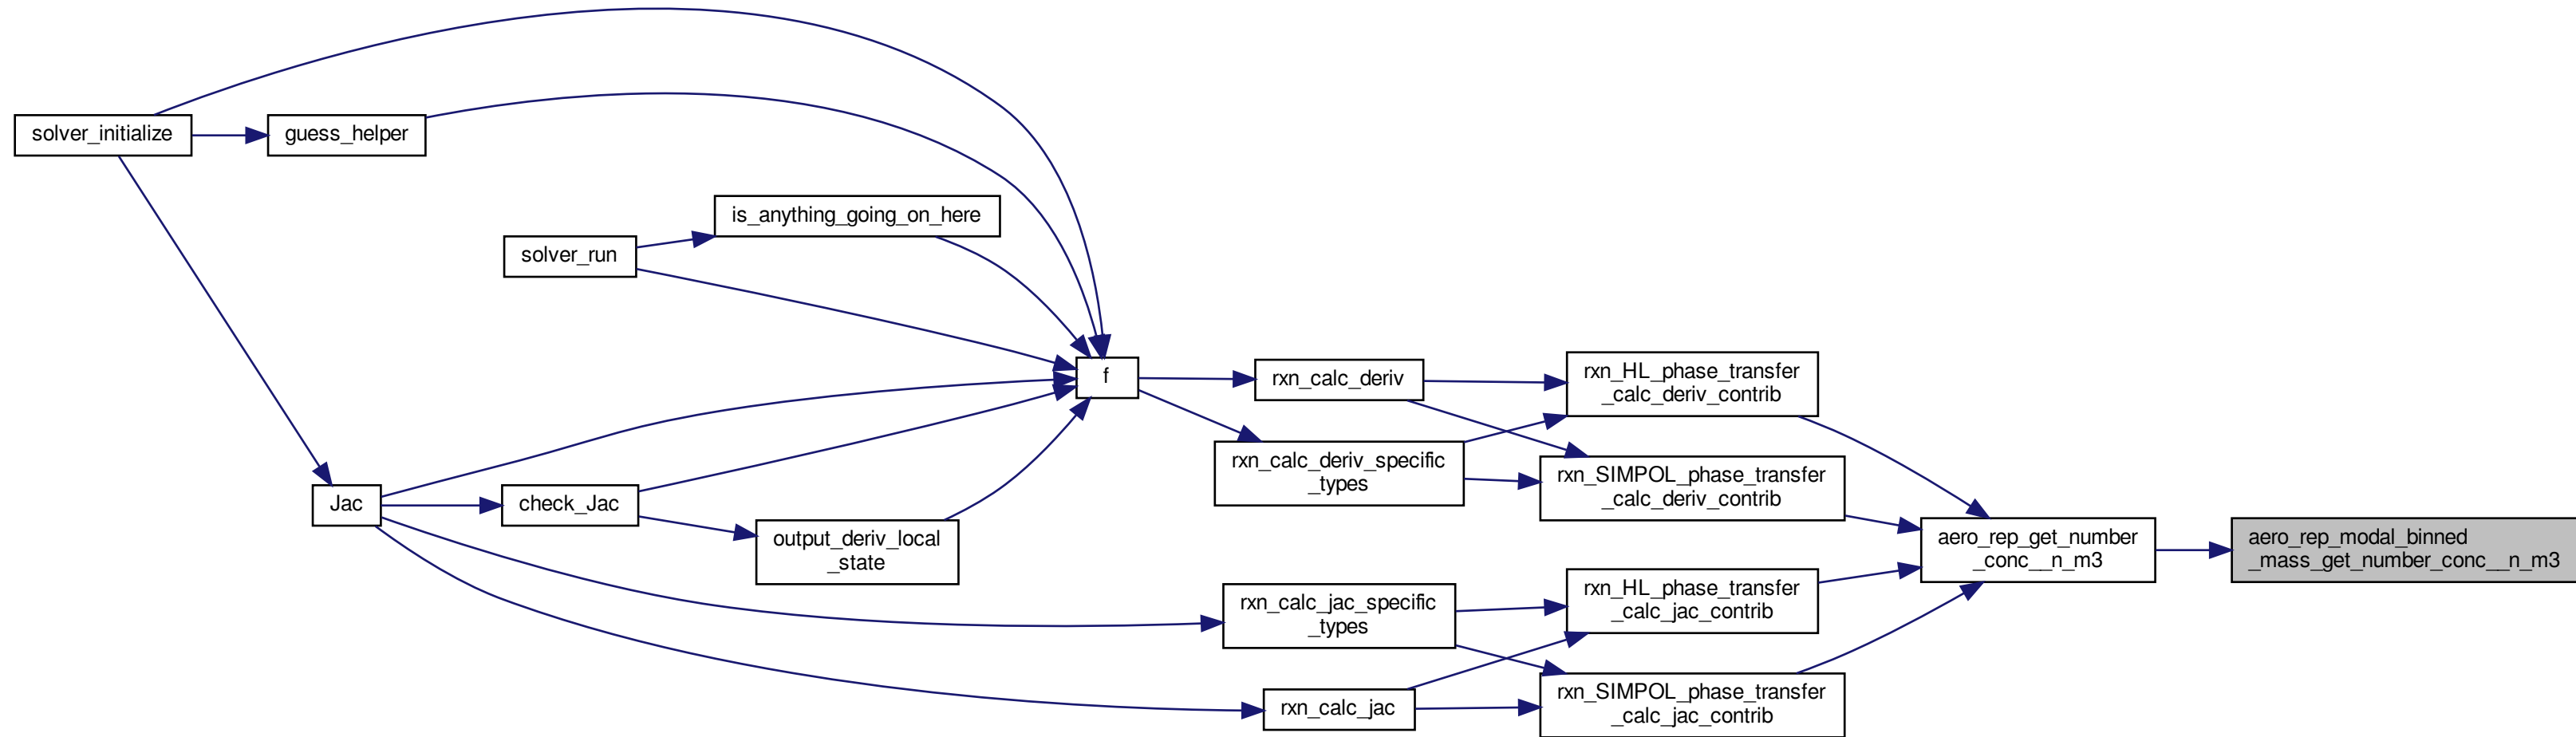 solver_initialize
guess_helper
is_anything_going_on_here
solver_run
f
rxn_calc_deriv
rxn_HL_phase_transfer
_calc_deriv_contrib
rxn_calc_deriv_specific
_types
rxn_SIMPOL_phase_transfer
_calc_deriv_contrib
Jac
check_Jac
output_deriv_local
_state
aero_rep_get_number
_conc__n_m3
aero_rep_modal_binned
_mass_get_number_conc__n_m3
rxn_calc_jac_specific
_types
rxn_HL_phase_transfer
_calc_jac_contrib
rxn_calc_jac
rxn_SIMPOL_phase_transfer
_calc_jac_contrib